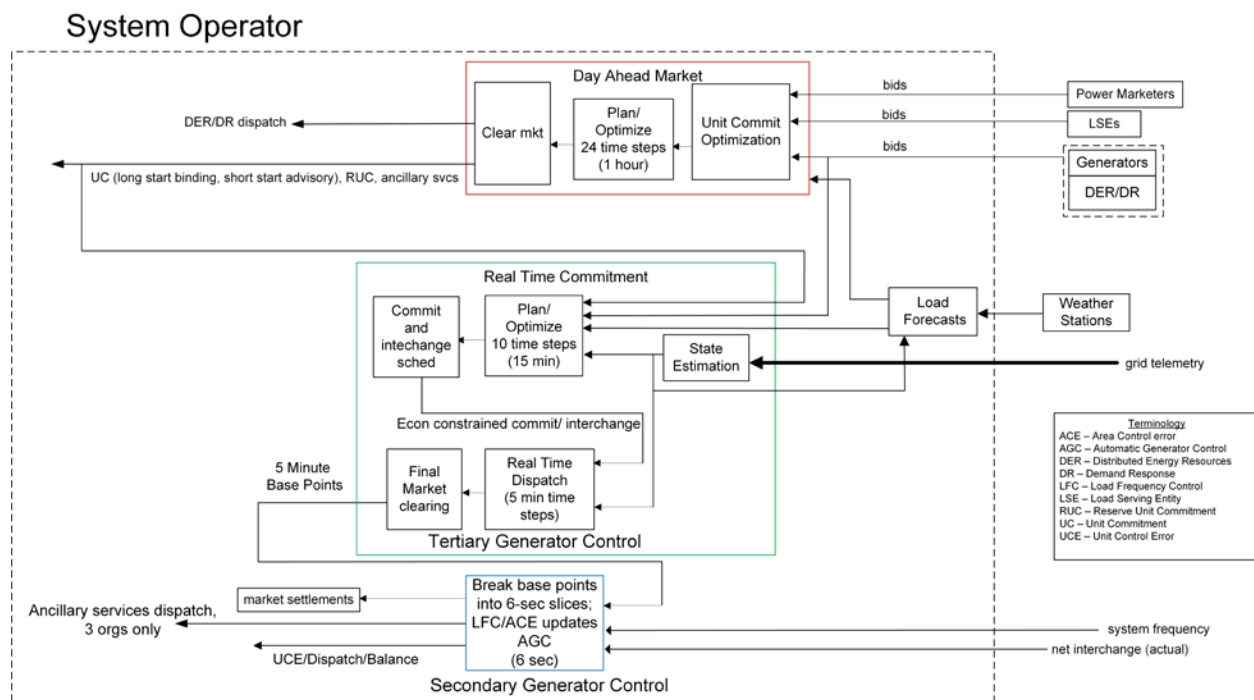 System Operator
Day Ahead Market
Clear mkt
Plan/
Optimize
24 time steps
(1 hour)
Unit Commit
Optimization
bids
bids
bids
Power Marketers
LSEs
Generators
DER/DR
DER/DR dispatch
UC (long start binding, short start advisory), RUC, ancillary svcs
Real Time Commitment
Commit
and
intechange
sched
Plan/
Optimize
10 time steps
(15 min)
State
Estimation
Load
Forecasts
Weather
Stations
grid telemetry
Econ constrained commit/ interchange
5 Minute
Base Points
Final
Market
clearing
Real Time
Dispatch
(5 min time
steps)
Tertiary Generator Control
Terminology
ACE – Area Control error
AGC – Automatic Generator Control
DER – Distributed Energy Resources
DR – Demand Response
LFC – Load Frequency Control
LSE – Load Serving Entity
RUC – Reserve Unit Commitment
UC – Unit Commitment
UCE – Unit Control Error
market settlements
Ancillary services dispatch,
3 orgs only
UCE/Dispatch/Balance
Break base points
into 6-sec slices;
LFC/ACE updates
AGC
(6 sec)
system frequency
net interchange (actual)
Secondary Generator Control